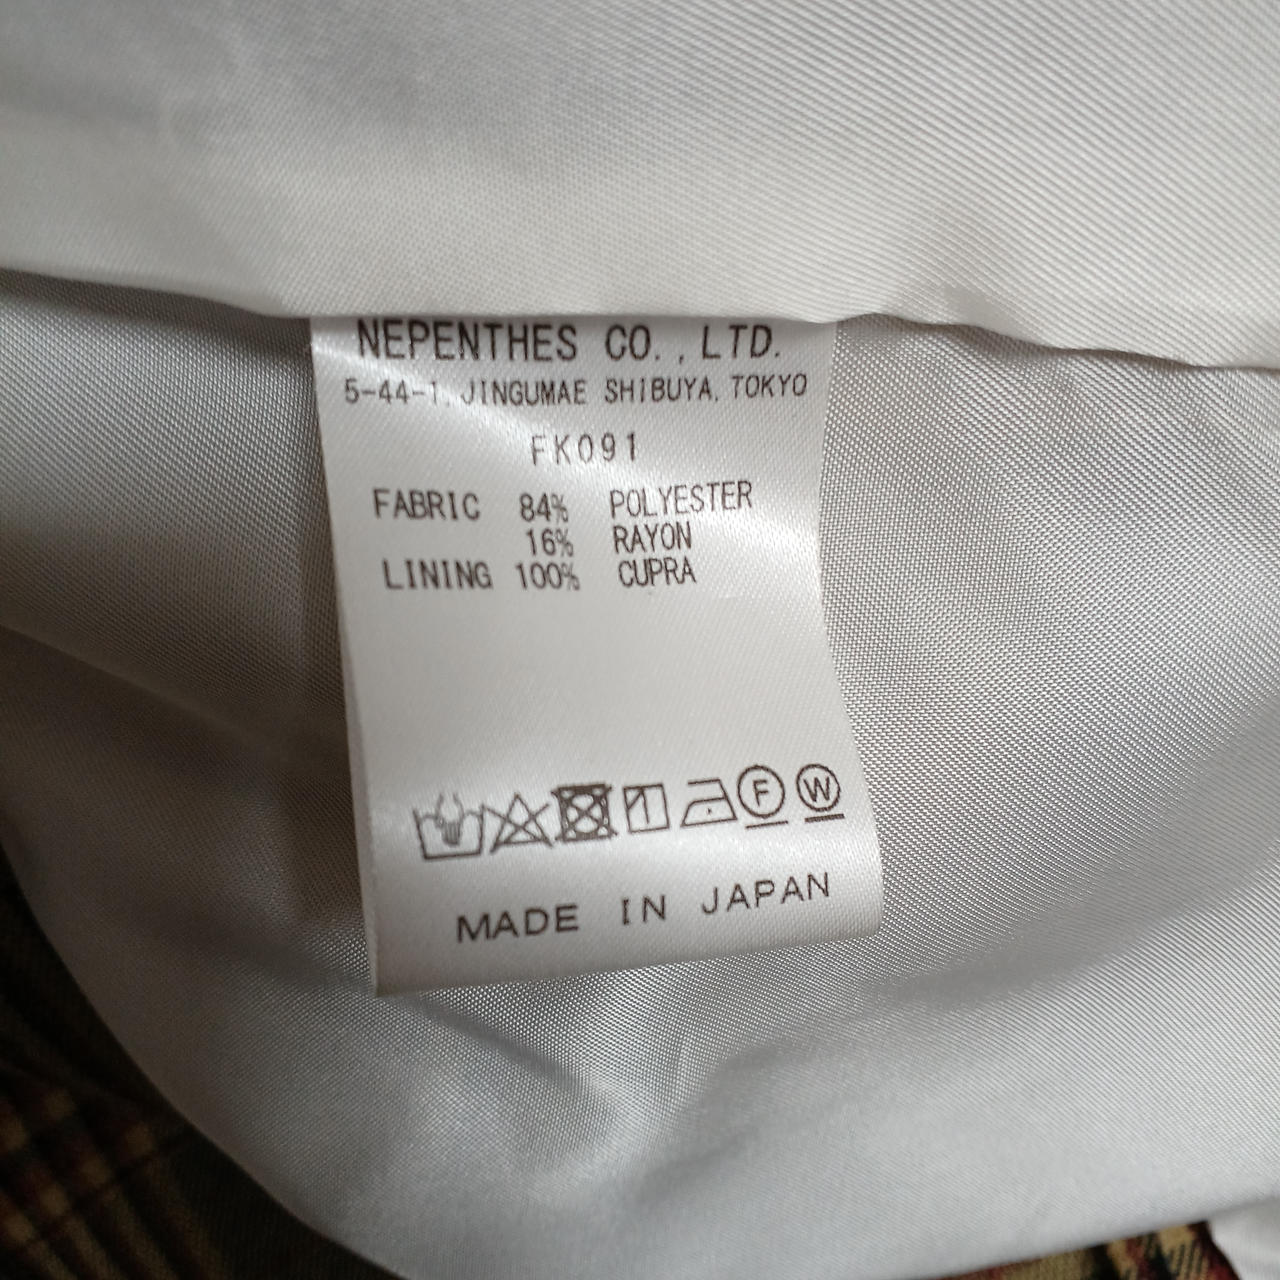 NEPENTHES CO., LTD.
5-44-1, JINGUMAE SHIBUYA, TOKYO
FK091
FABRIC 84% POLYESTER
16% RAYON
LINING 100% CUPRA
F W
MADE IN JAPAN